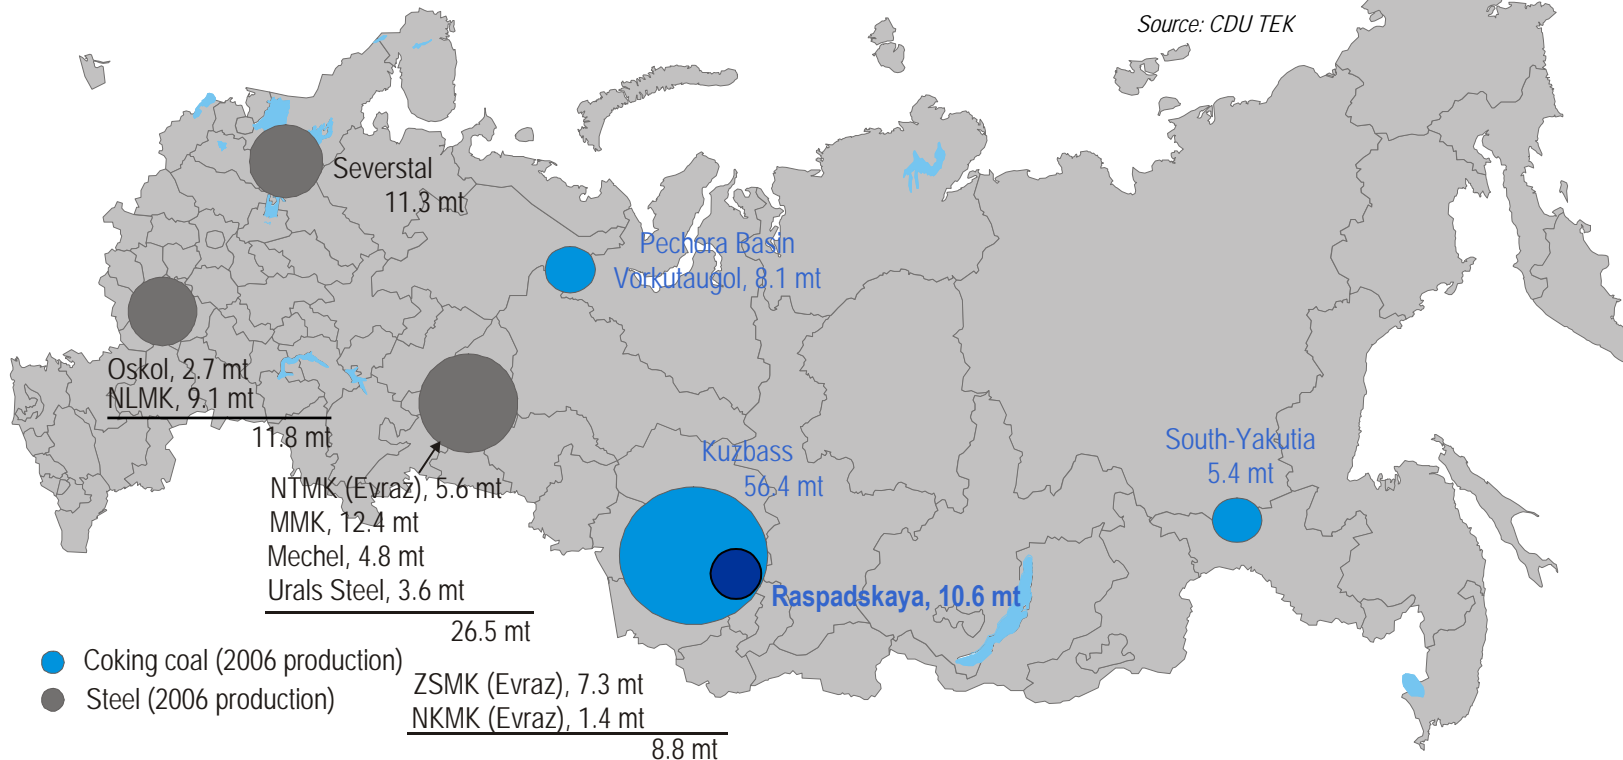 Source: CDU TEK
Severstal
11.3 mt
Pechora Basin
Vorkutaugol, 8.1 mt
Oskol, 2.7 mt
NLMK, 9.1 mt
11.8 mt
Kuzbass
56.4 mt
South-Yakutia
5.4 mt
NTMK (Evraz), 5.6 mt
MMK, 12.4 mt
Mechel, 4.8 mt
Urals Steel, 3.6 mt
26.5 mt
Raspadskaya, 10.6 mt
Coking coal (2006 production)
Steel (2006 production)
ZSMK (Evraz), 7.3 mt
NKMK (Evraz), 1.4 mt
8.8 mt